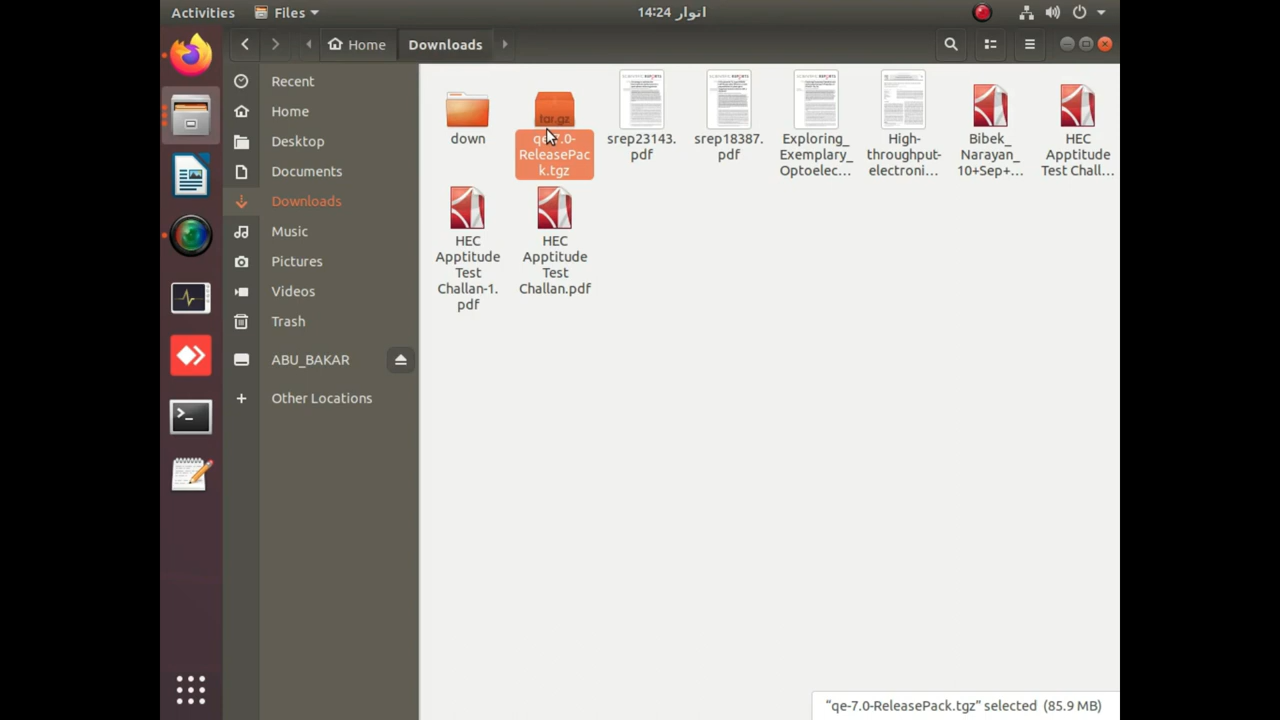 Activities
Files
انوار 14:24
Home
Downloads
Recent
Home
Desktop
Documents
Downloads
Music
Pictures
Videos
Trash
ABU_BAKAR
Other Locations
down
tar.gz
qe-7.0-
ReleasePac
k.tgz
srep23143.
pdf
srep18387.
pdf
Exploring_
Exemplary_
Optoelec...
High-
throughput-
electroni...
Bibek_
Narayan_
10+Sep+...
HEC
Apptitude
Test Chall...
HEC
Apptitude
Test
Challan-1.
pdf
HEC
Apptitude
Test
Challan.pdf
"qe-7.0-ReleasePack.tgz" selected (85.9 MB)